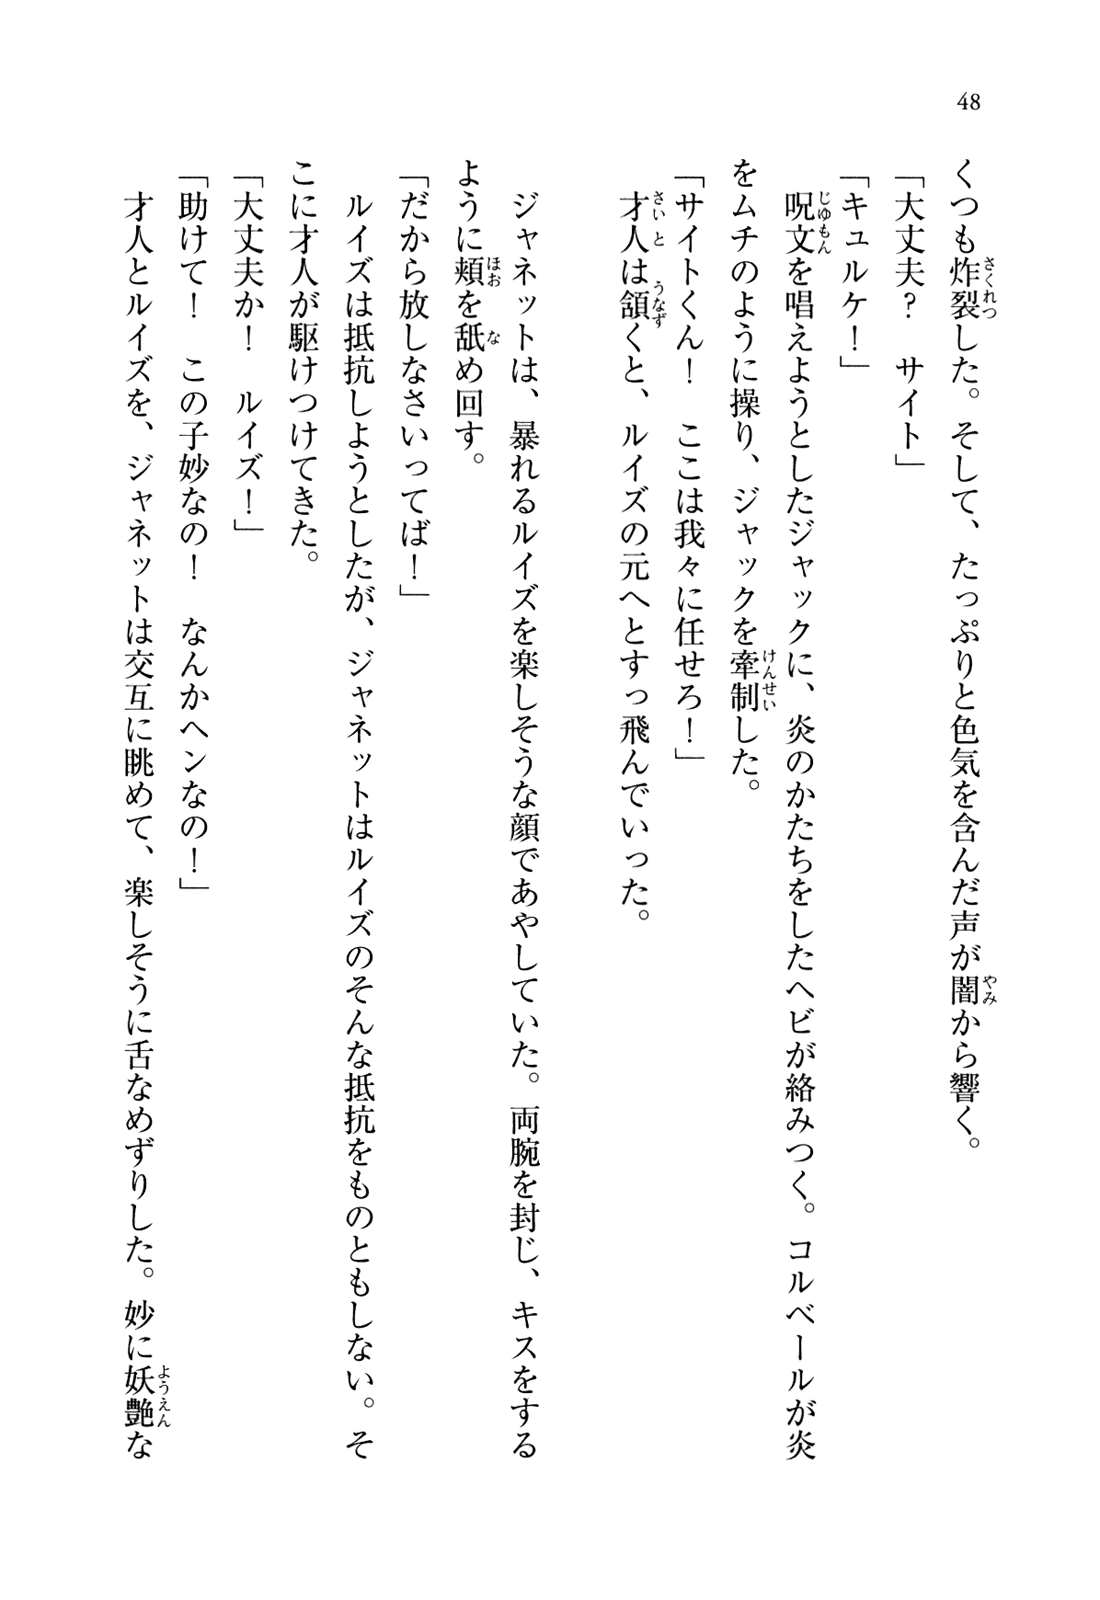 48
くつも炸裂した。そして、たっぷりと色気を含んだ声が闇から響く。
「大丈夫？　サイト」
「キュルケ！」
　呪文を唱えようとしたジャックに、炎のかたちをしたヘビが絡みつく。コルベールが炎
をムチのように操り、ジャックを牽制した。
「サイトくん！　ここは我々に任せろ！」
　才人は頷くと、ルイズの元へとすっ飛んでいった。
　ジャネットは、暴れるルイズを楽しそうな顔であやしていた。両腕を封じ、キスをする
ように頬を舐め回す。
「だから放しなさいってば！」
　ルイズは抵抗しようとしたが、ジャネットはルイズのそんな抵抗をものともしない。そ
こに才人が駆けつけてきた。
「大丈夫か！　ルイズ！」
「助けて！　この子妙なの！　なんかヘンなの！」
　才人とルイズを、ジャネットは交互に眺めて、楽しそうに舌なめずりした。妙に妖艶な